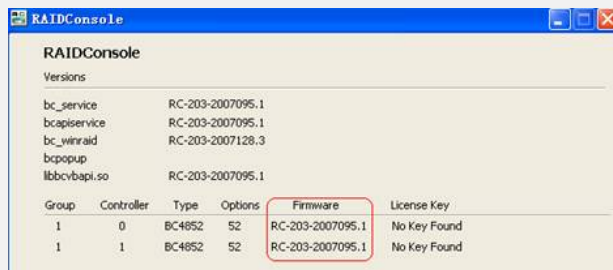 RAIDConsole
RAIDConsole
Versions
bc_service RC-203-2007095.1
bcapiservice RC-203-2007095.1
bc_winraid RC-203-2007128.3
bcpopup
libbcvbapi.so RC-203-2007095.1
Group Controller Type Options Firmware License Key
1 0 BC4852 52 RC-203-2007095.1 No Key Found
1 1 BC4852 52 RC-203-2007095.1 No Key Found